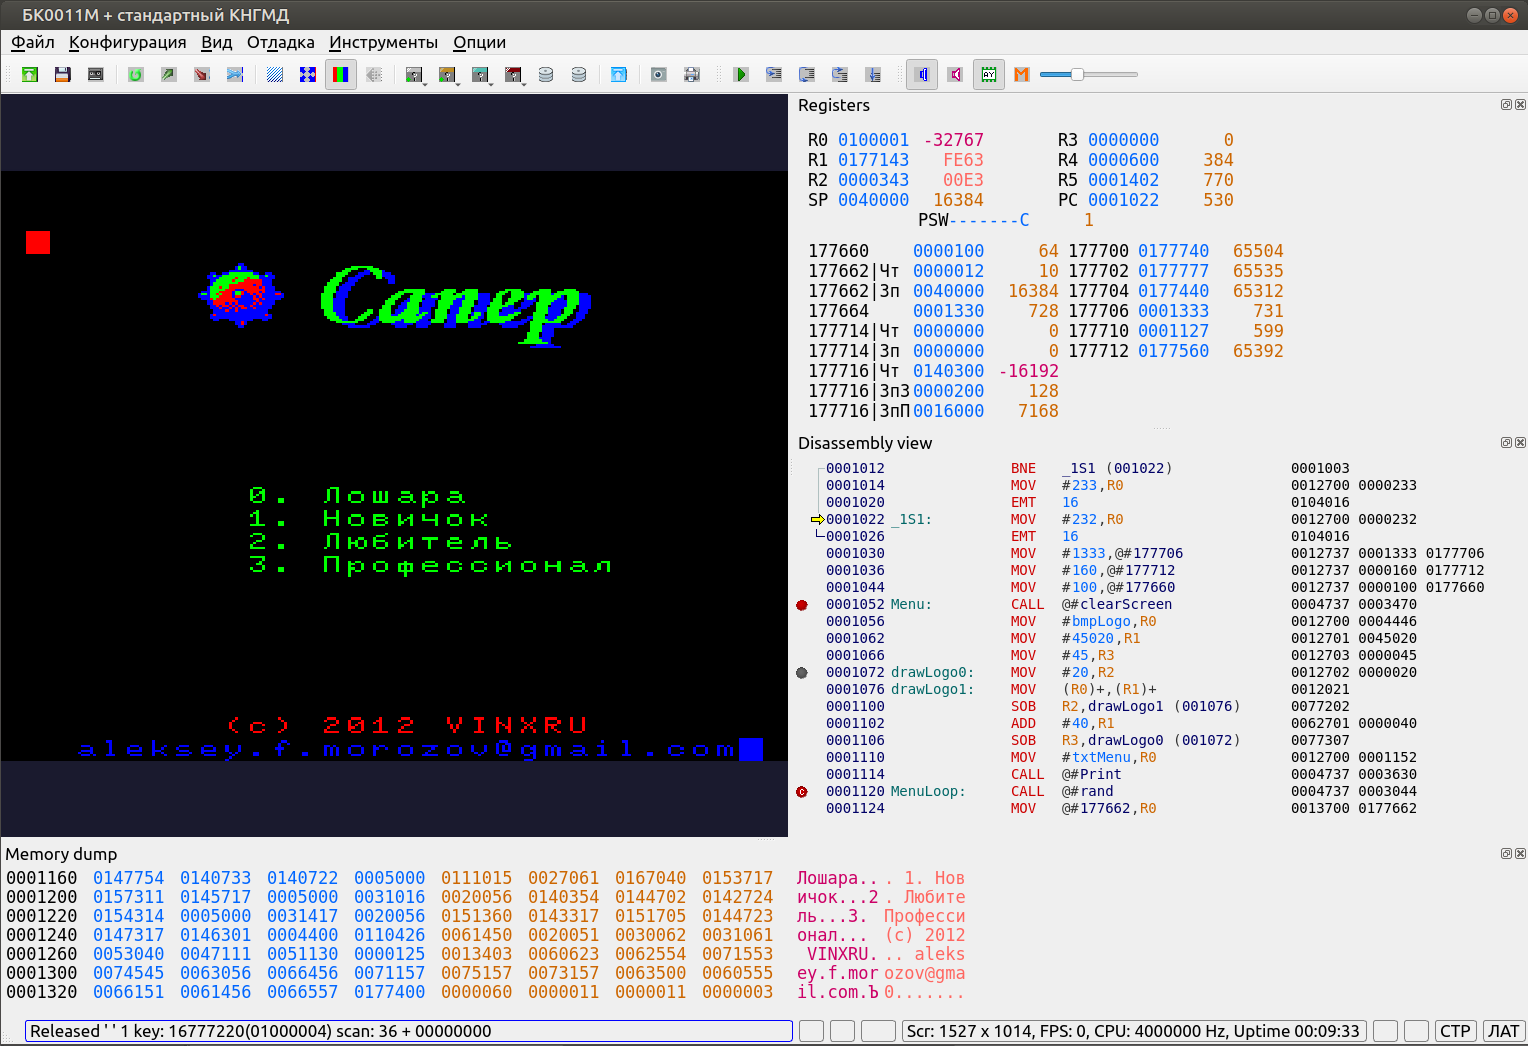 БК0011М + стандартный КНГМД
Файл Конфигурация Вид Отладка Инструменты Опции
AY
Сапер
0. Лошара
1. Новичок
2. Любитель
3. Профессионал
(c) 2012 VINXRU
aleksey.f.morozov@gmail.com
Registers
R0 0100001 -32767 R3 0000000 0
R1 0177143 FE63 R4 0000600 384
R2 0000343 00E3 R5 0001402 770
SP 0040000 16384 PC 0001022 530
PSW-------C 1
177660 0000100 64 177700 0177740 65504
177662|Чт 0000012 10 177702 0177777 65535
177662|Зп 0040000 16384 177704 0177440 65312
177664 0001330 728 177706 0001333 731
177714|Чт 0000000 0 177710 0001127 599
177714|Зп 0000000 0 177712 0177560 65392
177716|Чт 0140300 -16192
177716|ЗпЗ 0000200 128
177716|ЗпП 0016000 7168
Disassembly view
0001012 BNE _1S1 (001022) 0001003
0001014 MOV #233,R0 0012700 0000233
0001020 EMT 16 0104016
0001022 _1S1: MOV #232,R0 0012700 0000232
0001026 EMT 16 0104016
0001030 MOV #1333,@#177706 0012737 0001333 0177706
0001036 MOV #160,@#177712 0012737 0000160 0177712
0001044 MOV #100,@#177660 0012737 0000100 0177660
0001052 Menu: CALL @#clearScreen 0004737 0003470
0001056 MOV #bmpLogo,R0 0012700 0004446
0001062 MOV #45020,R1 0012701 0045020
0001066 MOV #45,R3 0012703 0000045
0001072 drawLogo0: MOV #20,R2 0012702 0000020
0001076 drawLogo1: MOV (R0)+,(R1)+ 0012021
0001100 SOB R2,drawLogo1 (001076) 0077202
0001102 ADD #40,R1 0062701 0000040
0001106 SOB R3,drawLogo0 (001072) 0077307
0001110 MOV #txtMenu,R0 0012700 0001152
0001114 CALL @#Print 0004737 0003630
0001120 MenuLoop: CALL @#rand 0004737 0003044
0001124 MOV @#177662,R0 0013700 0177662
Memory dump
0001160 0147754 0140733 0140722 0005000 0111015 0027061 0167040 0153717 Лошара... . 1. Нов
0001200 0157311 0145717 0005000 0031016 0020056 0140354 0144702 0142724 ичок...2 . Любите
0001220 0154314 0005000 0031417 0020056 0151360 0143317 0151705 0144723 ль...3. Професси
0001240 0147317 0146301 0004400 0110426 0061450 0020051 0030062 0031061 онал... (c) 2012
0001260 0053040 0047111 0051130 0000125 0013403 0060623 0062554 0071553 VINXRU. .. aleks
0001300 0074545 0063056 0066456 0071157 0075157 0073157 0063500 0060555 ey.f.mor ozov@gma
0001320 0066151 0061456 0066557 0177400 0000060 0000011 0000011 0000003 il.com.Ъ 0.......
Released ' ' 1 key: 16777220(01000004) scan: 36 + 00000000 Scr: 1527 x 1014, FPS: 0, CPU: 4000000 Hz, Uptime 00:09:33 СТР ЛАТ